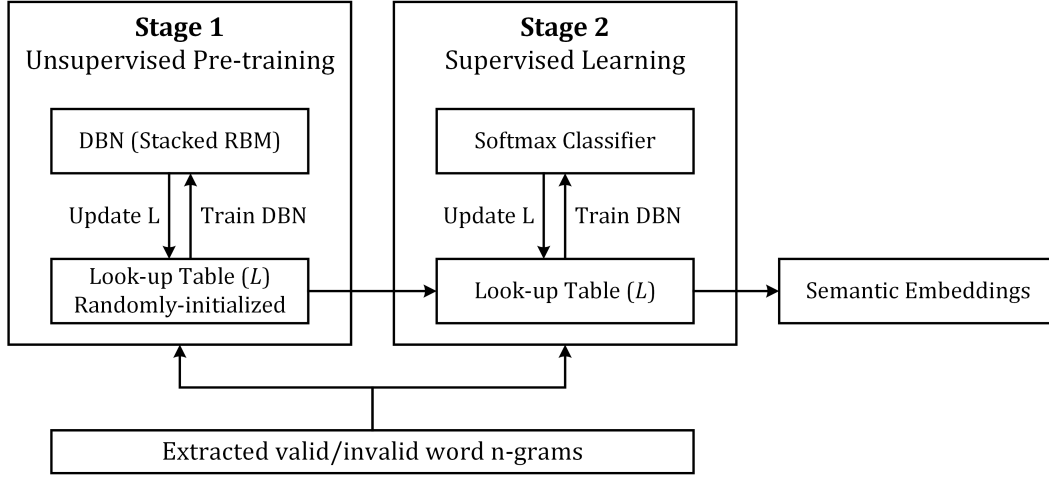 Stage 1
Unsupervised Pre-training
DBN (Stacked RBM)
Update L
Train DBN
Look-up Table (L)
Randomly-initialized
Stage 2
Supervised Learning
Softmax Classifier
Update L
Train DBN
Look-up Table (L)
Semantic Embeddings
Extracted valid/invalid word n-grams